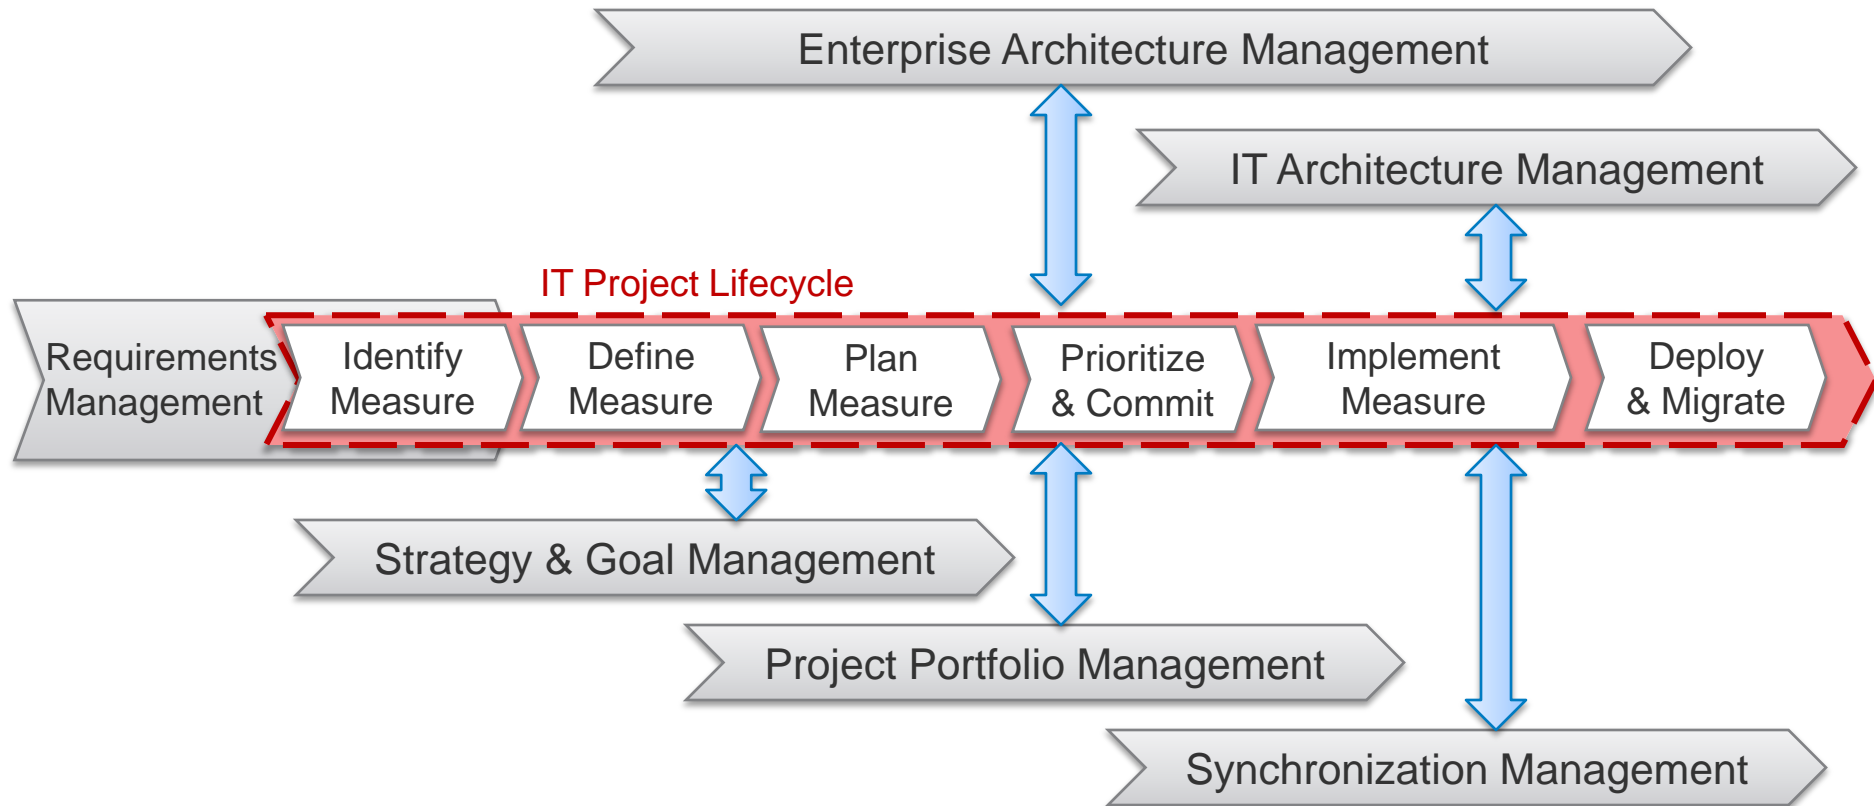 Enterprise Architecture Management
IT Architecture Management
IT Project Lifecycle
Requirements
Management
Identify
Measure
Define
Measure
Plan
Measure
Prioritize
& Commit
Implement
Measure
Deploy
& Migrate
Strategy & Goal Management
Project Portfolio Management
Synchronization Management